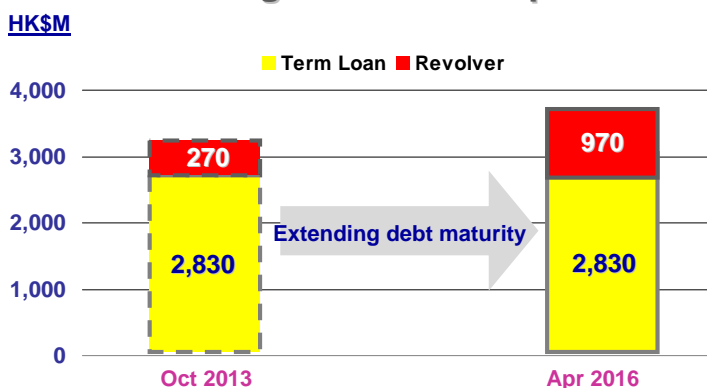 HK$M
Term Loan Revolver
4,000
3,000
2,000
1,000
0
270
2,830
Extending debt maturity
970
2,830
Oct 2013 Apr 2016